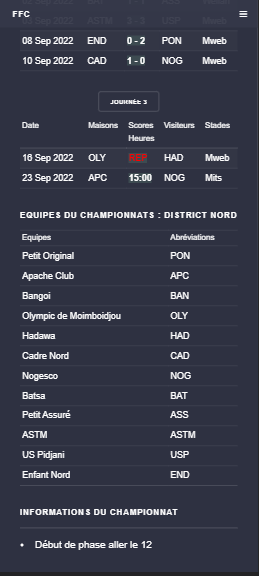 FFC
ASTM USP
08 Sep 2022 END 0 - 2 PON Mweb
10 Sep 2022 CAD 1 - 0 NOG Mweb
JOURNÉE 3
Date Maisons Scores Visiteurs Stades
Heures
16 Sep 2022 OLY HAD Mweb
23 Sep 2022 APC 15:00 NOG Mits
EQUIPES DU CHAMPIONNATS : DISTRICT NORD
Equipes Abréviations
Petit Original PON
Apache Club APC
Bangoi BAN
Olympic de Moimboidjou OLY
Hadawa HAD
Cadre Nord CAD
Nogesco NOG
Batsa BAT
Petit Assuré ASS
ASTM ASTM
US Pidjani USP
Enfant Nord END
INFORMATIONS DU CHAMPIONNAT
• Début de phase aller le 12